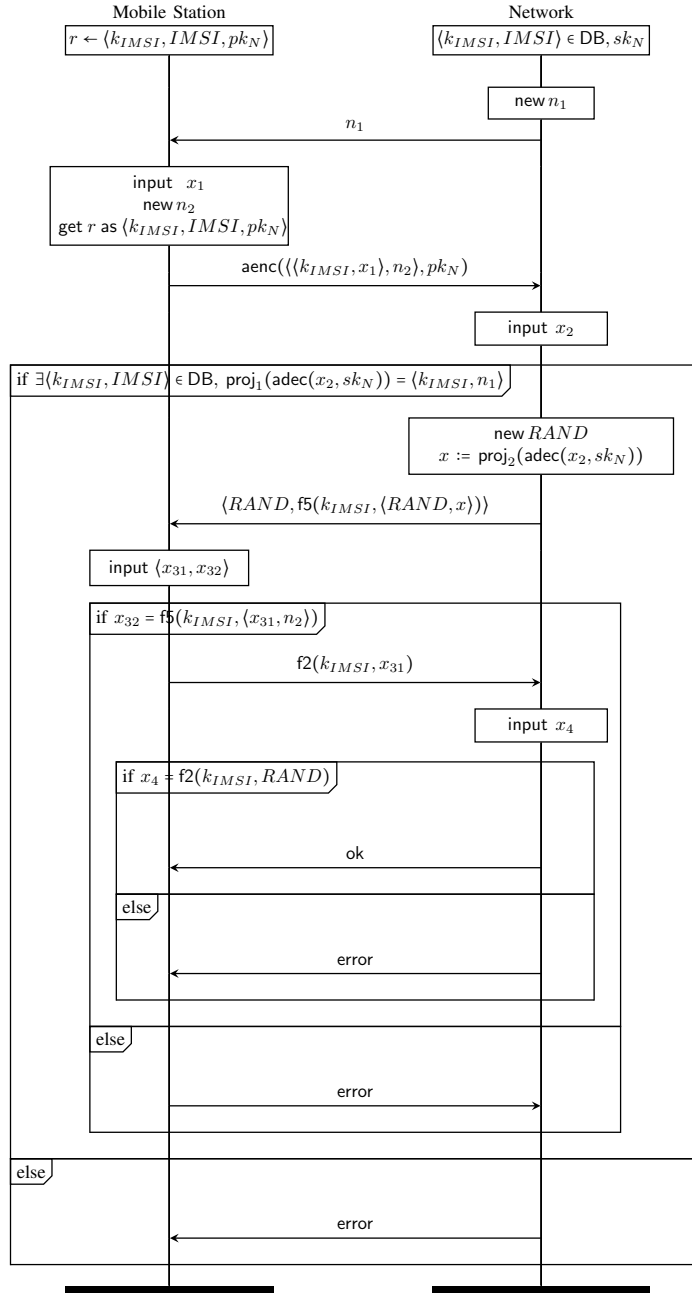 Mobile Station
Network
r ← ⟨k_IMSI, IMSI, pk_N⟩
⟨k_IMSI, IMSI⟩ ∈ DB, sk_N
new n_1
n_1
input x_1
new n_2
get r as ⟨k_IMSI, IMSI, pk_N⟩
aenc(⟨⟨k_IMSI, x_1⟩, n_2⟩, pk_N)
input x_2
if ∃⟨k_IMSI, IMSI⟩ ∈ DB, proj_1(adec(x_2, sk_N)) = ⟨k_IMSI, n_1⟩
new RAND
x := proj_2(adec(x_2, sk_N))
⟨RAND, f5(k_IMSI, ⟨RAND, x⟩)⟩
input ⟨x_31, x_32⟩
if x_32 = f5(k_IMSI, ⟨x_31, n_2⟩)
f2(k_IMSI, x_31)
input x_4
if x_4 = f2(k_IMSI, RAND)
ok
else
error
else
error
else
error